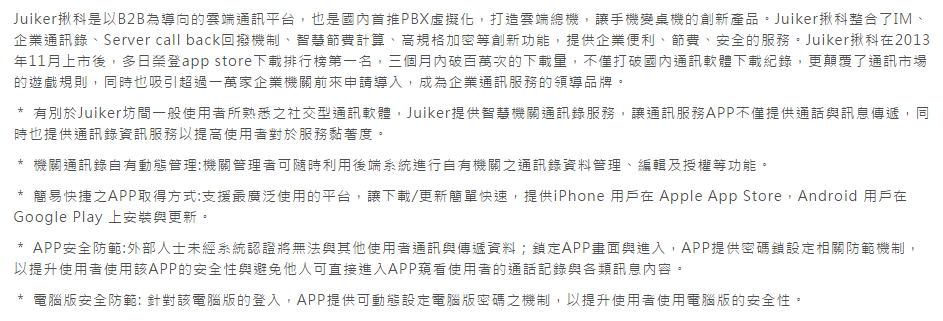 Juiker揪科是以B2B為導向的雲端通訊平台，也是國內首推PBX虛擬化，打造雲端總機，讓手機變桌機的創新產品。Juiker揪科整合了IM、
企業通訊錄、Server call back回撥機制、智慧節費計算、高規格加密等創新功能，提供企業便利、節費、安全的服務。Juiker揪科在2013
年11月上市後，多日榮登app store下載排行榜第一名，三個月內破百萬次的下載量，不僅打破國內通訊軟體下載紀錄，更顛覆了通訊市場
的遊戲規則，同時也吸引超過一萬家企業機關前來申請導入，成為企業通訊服務的領導品牌。
* 有別於Juiker坊間一般使用者所熟悉之社交型通訊軟體，Juiker提供智慧機關通訊錄服務，讓通訊服務APP不僅提供通話與訊息傳遞，同
時也提供通訊錄資訊服務以提高使用者對於服務黏著度。
* 機關通訊錄自有動態管理:機關管理者可隨時利用後端系統進行自有機關之通訊錄資料管理、編輯及授權等功能。
* 簡易快捷之APP取得方式:支援最廣泛使用的平台，讓下載/更新簡單快速，提供iPhone 用戶在 Apple App Store，Android 用戶在
Google Play 上安裝與更新。
* APP安全防範:外部人士未經系統認證將無法與其他使用者通訊與傳遞資料；鎖定APP畫面與進入，APP提供密碼鎖設定相關防範機制，
以提升使用者使用該APP的安全性與避免他人可直接進入APP窺看使用者的通話記錄與各類訊息內容。
* 電腦版安全防範: 針對該電腦版的登入，APP提供可動態設定電腦版密碼之機制，以提升使用者使用電腦版的安全性。